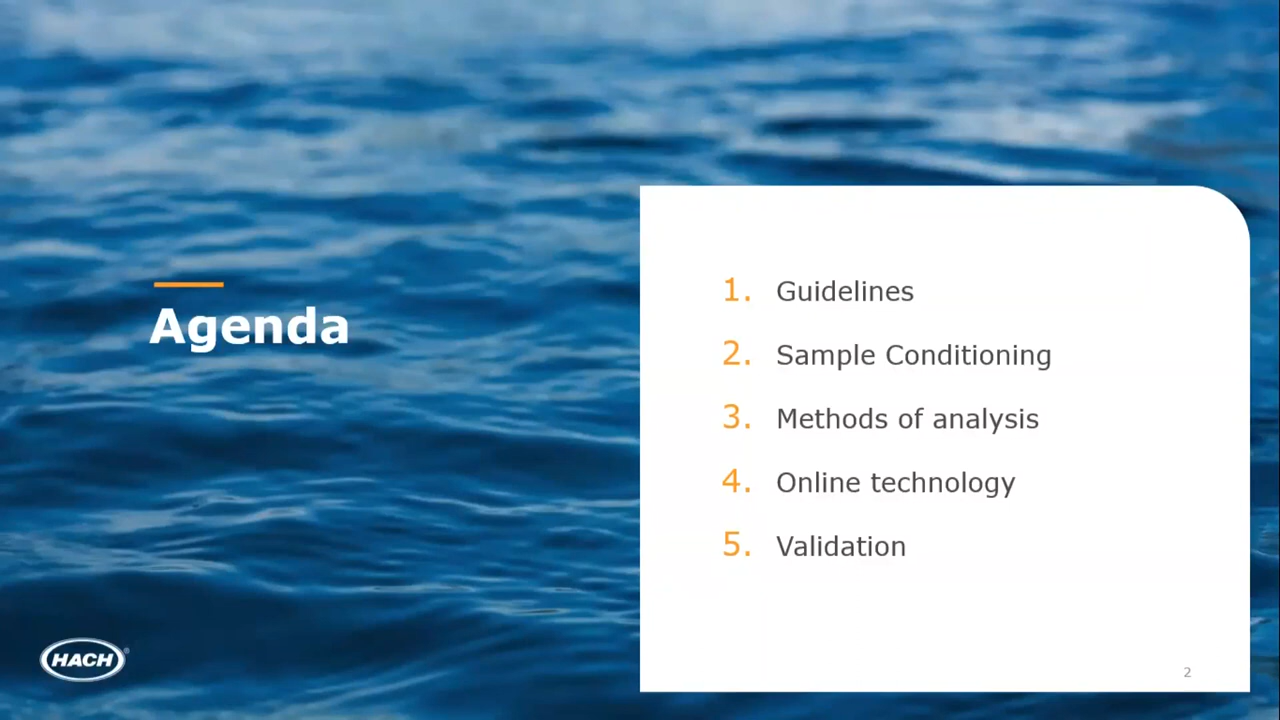 Agenda
1. Guidelines
2. Sample Conditioning
3. Methods of analysis
4. Online technology
5. Validation
HACH®
2